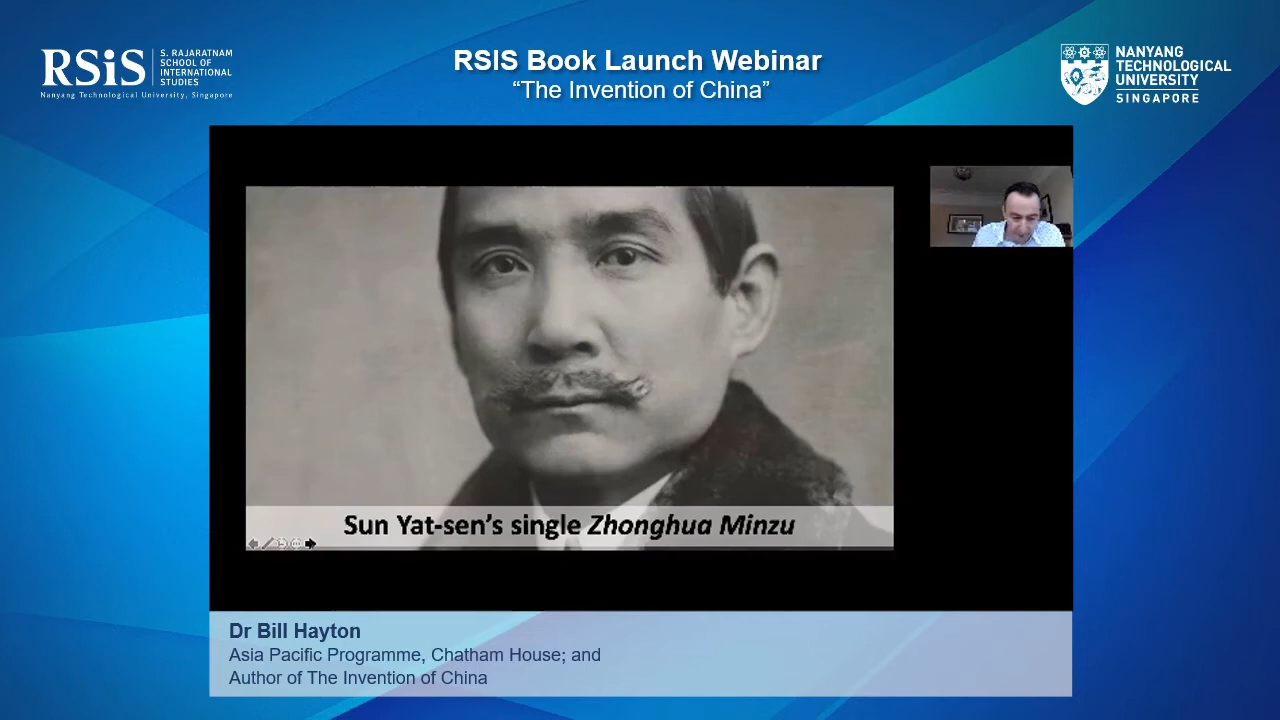 RSiS
S. RAJARATNAM
SCHOOL OF
INTERNATIONAL
STUDIES
Nanyang Technological University, Singapore
RSIS Book Launch Webinar
“The Invention of China”
NANYANG
TECHNOLOGICAL
UNIVERSITY
SINGAPORE
Sun Yat-sen’s single Zhonghua Minzu
Dr Bill Hayton
Asia Pacific Programme, Chatham House; and
Author of The Invention of China